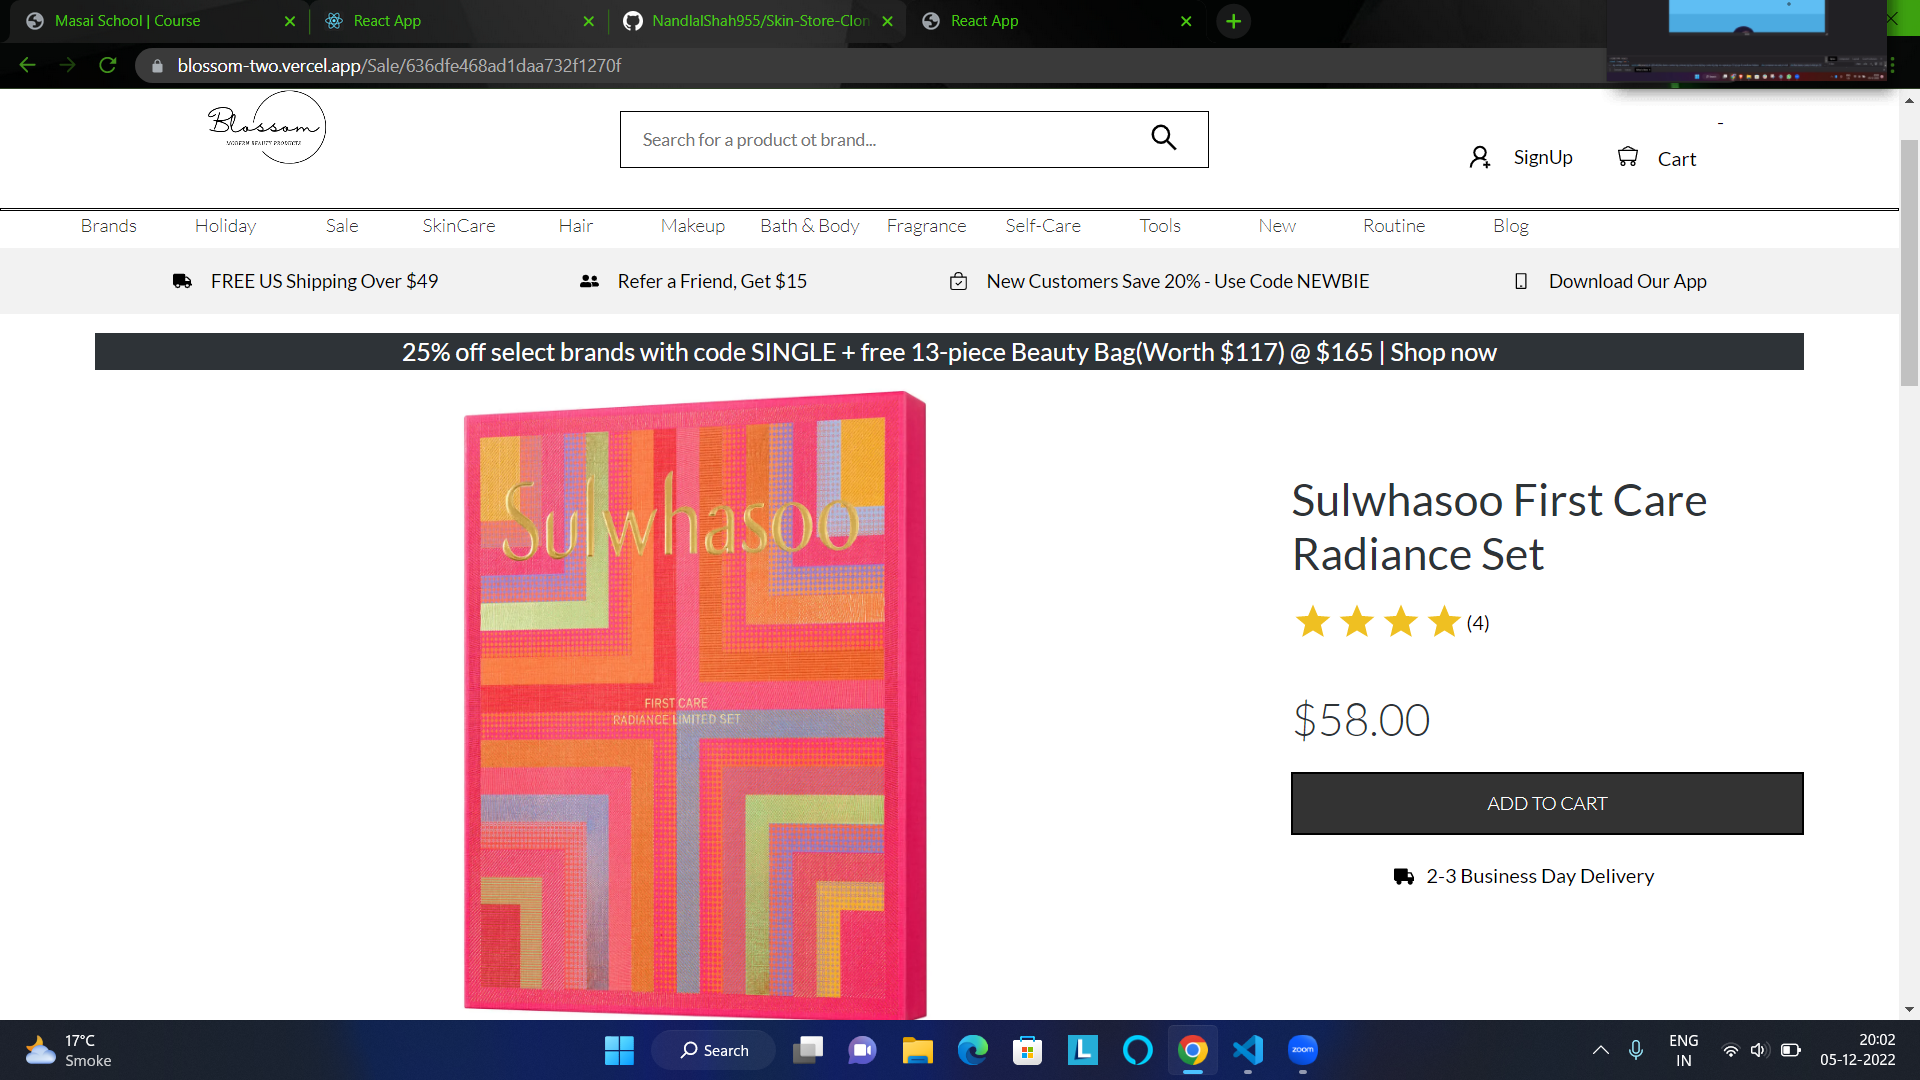 Masai School | Course
React App
NandlalShah955/Skin-Store-Clon
React App
blossom-two.vercel.app/Sale/636dfe468ad1daa732f1270f
Blossom
MODERN BEAUTY PRODUCTS
Search for a product ot brand...
-
SignUp
Cart
Brands Holiday Sale SkinCare Hair Makeup Bath & Body Fragrance Self-Care Tools New Routine Blog
FREE US Shipping Over $49
Refer a Friend, Get $15
New Customers Save 20% - Use Code NEWBIE
Download Our App
25% off select brands with code SINGLE + free 13-piece Beauty Bag(Worth $117) @ $165 | Shop now
Sulwhasoo
FIRST CARE
RADIANCE LIMITED SET
Sulwhasoo First Care
Radiance Set
(4)
$58.00
ADD TO CART
2-3 Business Day Delivery
17°C
Smoke
Search
L
zoom
ENG
IN
20:02
05-12-2022